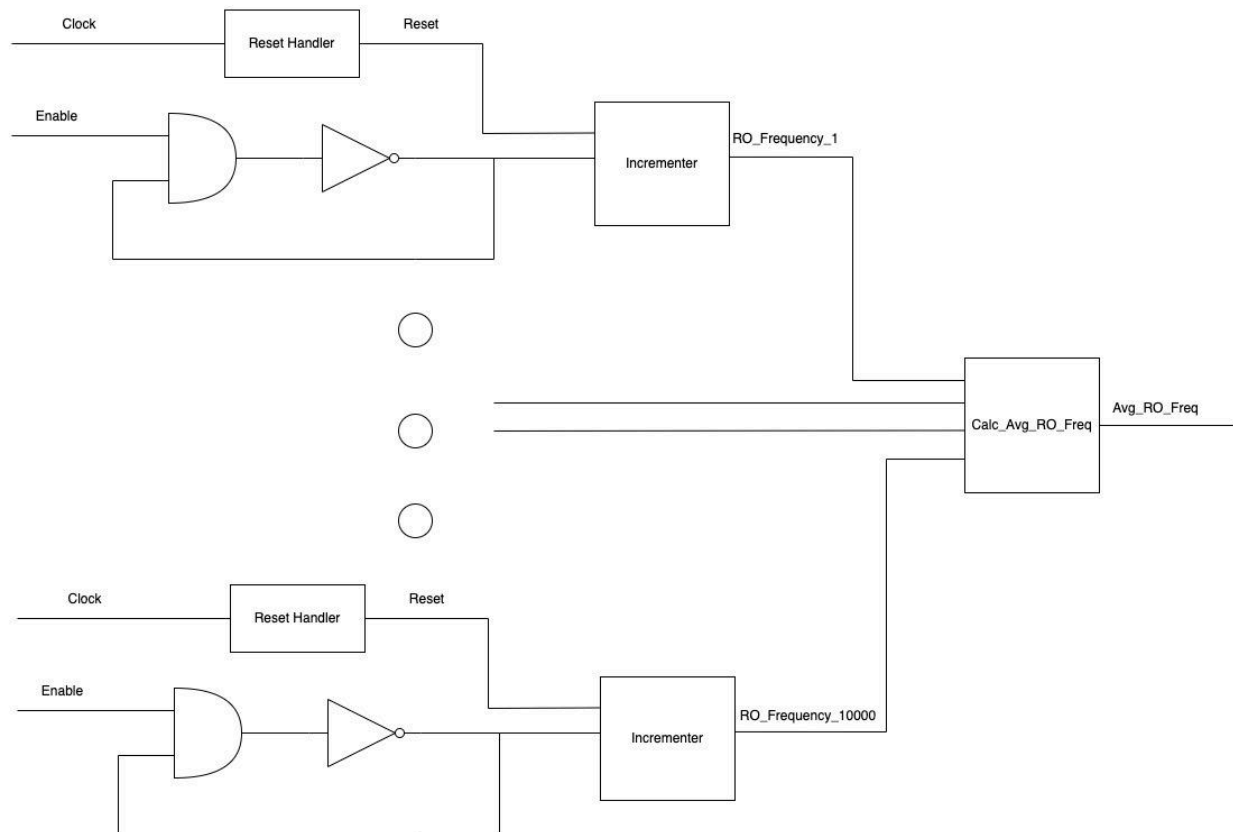 Clock
Reset Handler
Reset
Enable
Incrementer
RO_Frequency_1
Calc_Avg_RO_Freq
Avg_RO_Freq
Clock
Reset Handler
Reset
Enable
Incrementer
RO_Frequency_10000